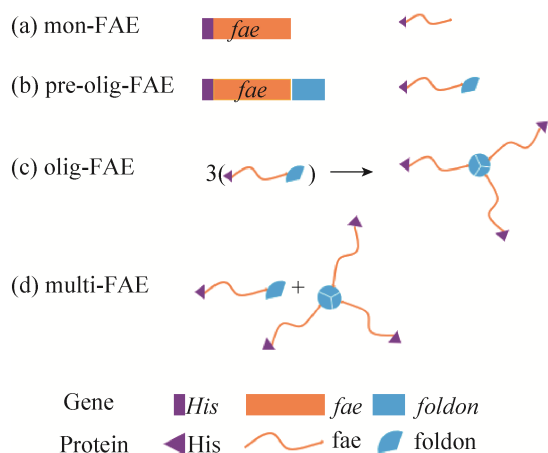 (a) mon-FAE fae
(b) pre-olig-FAE fae
(c) olig-FAE 3( )
(d) multi-FAE +
Gene His fae foldon
Protein His fae foldon